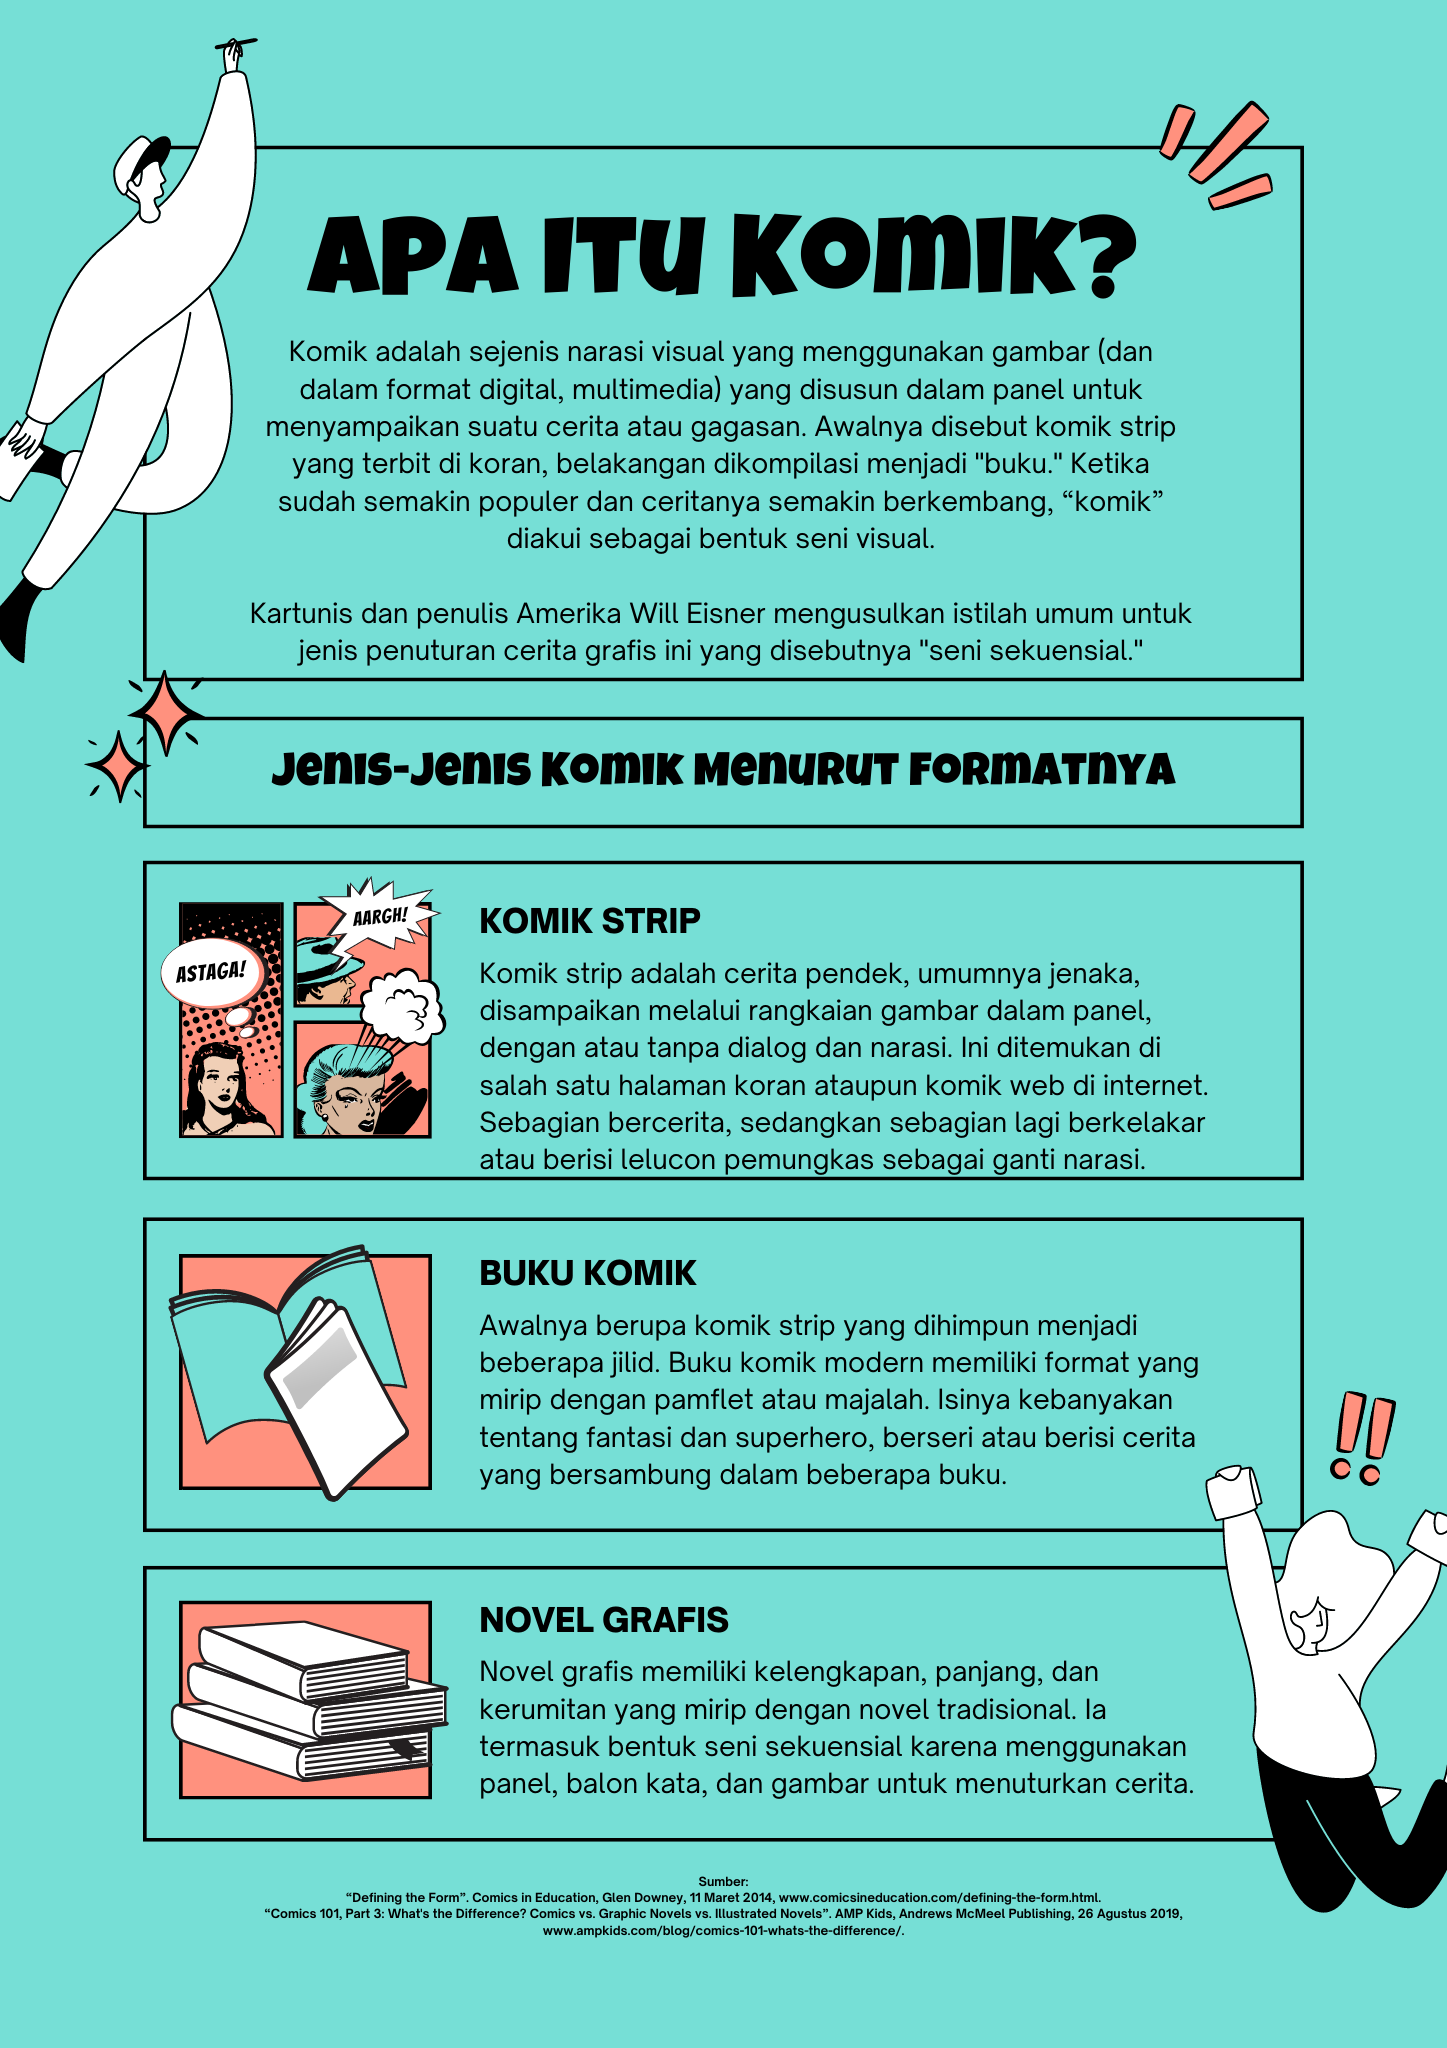 APA ITU KOMIK?
Komik adalah sejenis narasi visual yang menggunakan gambar (dan
dalam format digital, multimedia) yang disusun dalam panel untuk
menyampaikan suatu cerita atau gagasan. Awalnya disebut komik strip
yang terbit di koran, belakangan dikompilasi menjadi "buku." Ketika
sudah semakin populer dan ceritanya semakin berkembang, “komik”
diakui sebagai bentuk seni visual.
Kartunis dan penulis Amerika Will Eisner mengusulkan istilah umum untuk
jenis penuturan cerita grafis ini yang disebutnya "seni sekuensial."
Jenis-Jenis Komik Menurut Formatnya
ASTAGA!
AARGH!
KOMIK STRIP
Komik strip adalah cerita pendek, umumnya jenaka,
disampaikan melalui rangkaian gambar dalam panel,
dengan atau tanpa dialog dan narasi. Ini ditemukan di
salah satu halaman koran ataupun komik web di internet.
Sebagian bercerita, sedangkan sebagian lagi berkelakar
atau berisi lelucon pemungkas sebagai ganti narasi.
BUKU KOMIK
Awalnya berupa komik strip yang dihimpun menjadi
beberapa jilid. Buku komik modern memiliki format yang
mirip dengan pamflet atau majalah. Isinya kebanyakan
tentang fantasi dan superhero, berseri atau berisi cerita
yang bersambung dalam beberapa buku.
!!
NOVEL GRAFIS
Novel grafis memiliki kelengkapan, panjang, dan
kerumitan yang mirip dengan novel tradisional. Ia
termasuk bentuk seni sekuensial karena menggunakan
panel, balon kata, dan gambar untuk menuturkan cerita.
Sumber:
“Defining the Form”. Comics in Education, Glen Downey, 11 Maret 2014, www.comicsineducation.com/defining-the-form.html.
“Comics 101, Part 3: What's the Difference? Comics vs. Graphic Novels vs. Illustrated Novels”. AMP Kids, Andrews McMeel Publishing, 26 Agustus 2019,
www.ampkids.com/blog/comics-101-whats-the-difference/.